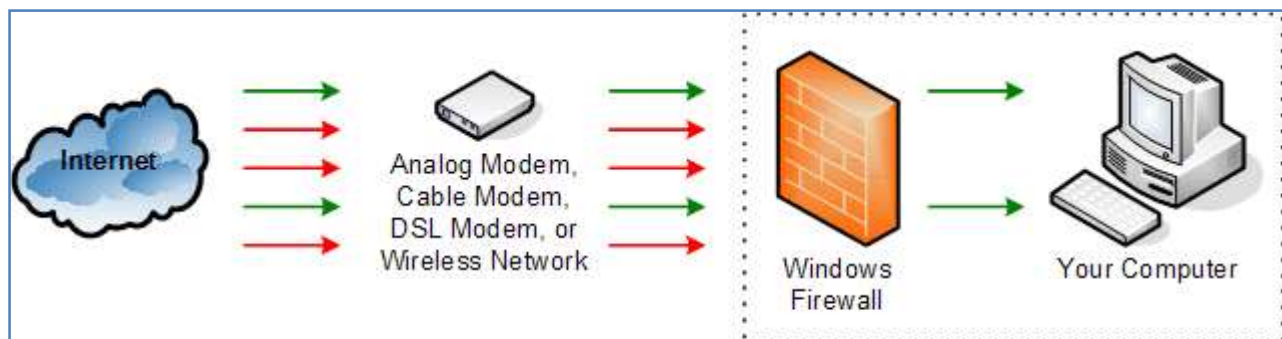 Internet
Analog Modem,
Cable Modem,
DSL Modem, or
Wireless Network
Windows
Firewall
Your Computer